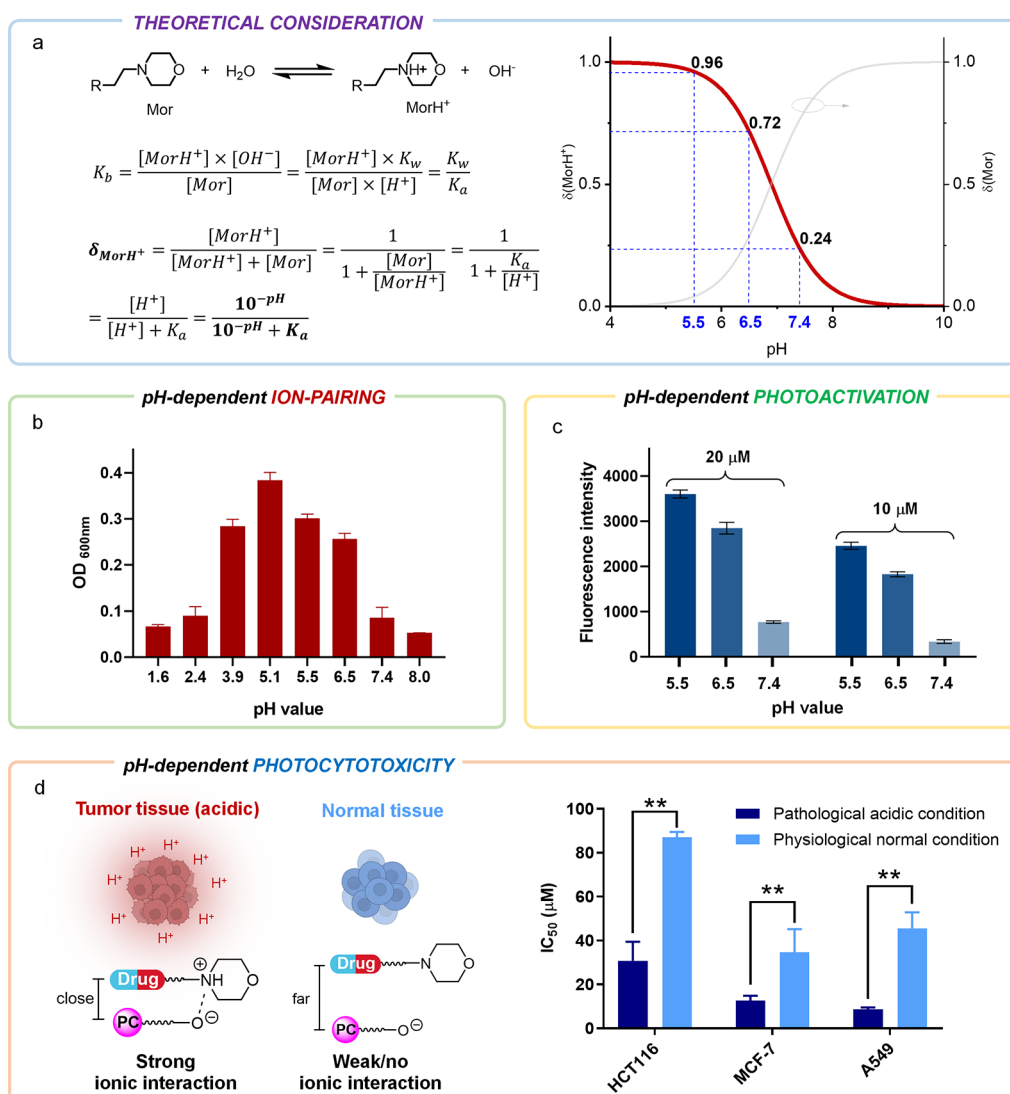 THEORETICAL CONSIDERATION
a
R N O + H₂O ⇌ R NH+ O + OH⁻
Mor MorH⁺
K_b = [MorH⁺] × [OH⁻] / [Mor] = [MorH⁺] × K_w / [Mor] × [H⁺] = K_w / K_a
δ_MorH⁺ = [MorH⁺] / [MorH⁺] + [Mor] = 1 / 1 + [Mor] / [MorH⁺] = 1 / 1 + K_a / [H⁺]
= [H⁺] / [H⁺] + K_a = 10^−pH / 10^−pH + K_a
δ(MorH⁺)
1.0
0.5
0.0
0.96
0.72
0.24
4 5.5 6 6.5 7.4 8 10
pH
1.0
0.5
0.0
δ(Mor)
pH-dependent ION-PAIRING
b
OD 600nm
0.4
0.3
0.2
0.1
0.0
1.6 2.4 3.9 5.1 5.5 6.5 7.4 8.0
pH value
pH-dependent PHOTOACTIVATION
c
Fluorescence intensity
4000
3000
2000
1000
0
20 μM
10 μM
5.5 6.5 7.4 5.5 6.5 7.4
pH value
pH-dependent PHOTOCYTOTOXICITY
d
Tumor tissue (acidic)
H⁺ H⁺ H⁺ H⁺ H⁺ H⁺ H⁺ H⁺ H⁺
close
Drug + NH O
PC O⊖
Strong
ionic interaction
Normal tissue
far
Drug N O
PC O⊖
Weak/no
ionic interaction
IC₅₀ (μM)
100
80
60
40
20
0
Pathological acidic condition
Physiological normal condition
** ** **
HCT116 MCF-7 A549